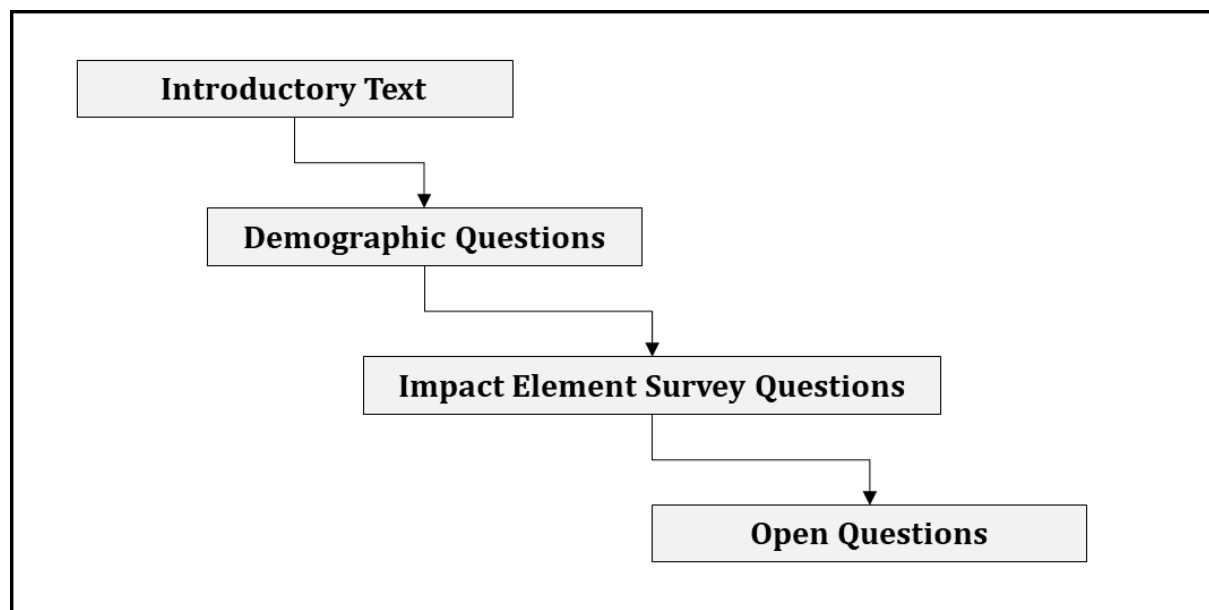 Introductory Text
Demographic Questions
Impact Element Survey Questions
Open Questions